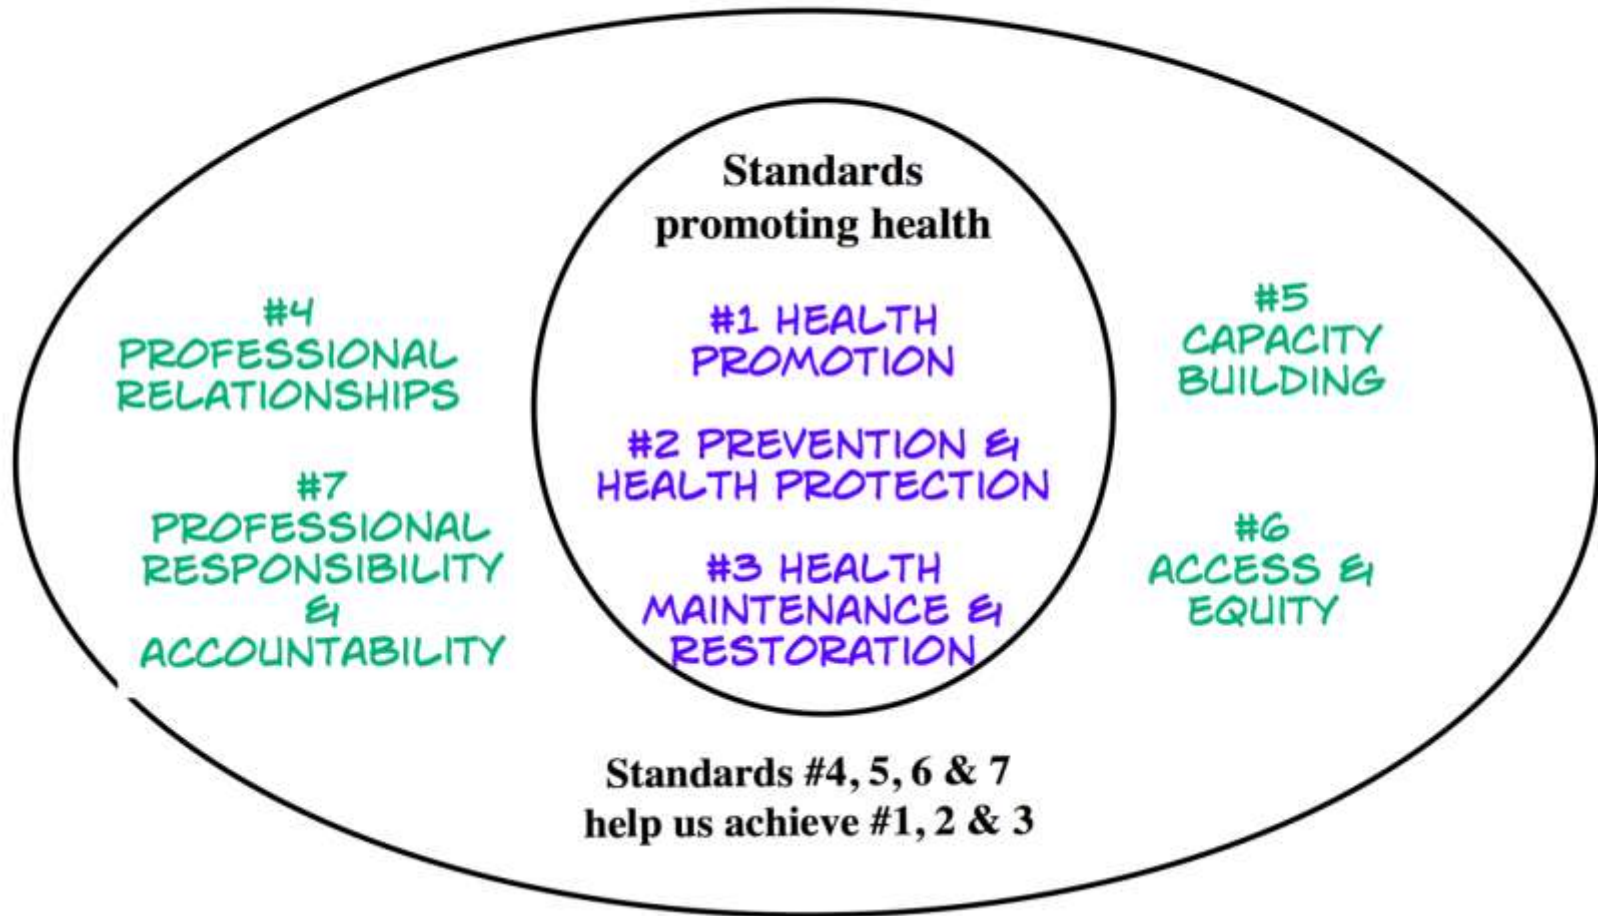 Standards
promoting health
#1 HEALTH
PROMOTION
#2 PREVENTION &
HEALTH PROTECTION
#3 HEALTH
MAINTENANCE &
RESTORATION
#4
PROFESSIONAL
RELATIONSHIPS
#7
PROFESSIONAL
RESPONSIBILITY
&
ACCOUNTABILITY
#5
CAPACITY
BUILDING
#6
ACCESS &
EQUITY
Standards #4, 5, 6 & 7
help us achieve #1, 2 & 3